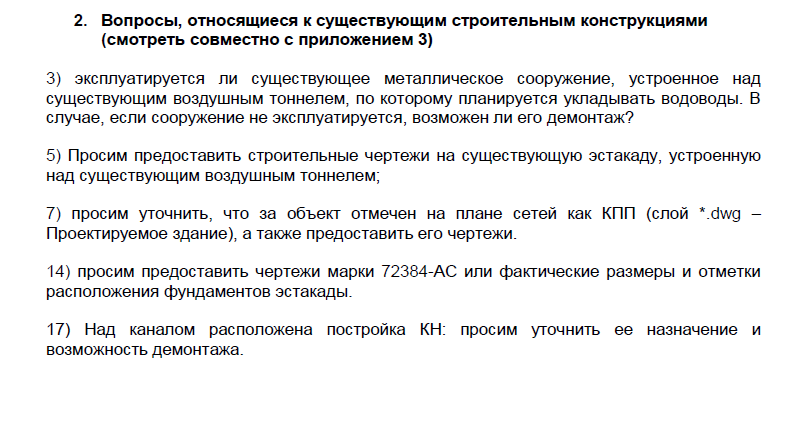 2. Вопросы, относящиеся к существующим строительным конструкциями
(смотреть совместно с приложением 3)
3) эксплуатируется ли существующее металлическое сооружение, устроенное над
существующим воздушным тоннелем, по которому планируется укладывать водоводы. В
случае, если сооружение не эксплуатируется, возможен ли его демонтаж?
5) Просим предоставить строительные чертежи на существующую эстакаду, устроенную
над существующим воздушным тоннелем;
7) просим уточнить, что за объект отмечен на плане сетей как КПП (слой *.dwg –
Проектируемое здание), а также предоставить его чертежи.
14) просим предоставить чертежи марки 72384-АС или фактические размеры и отметки
расположения фундаментов эстакады.
17) Над каналом расположена постройка КН: просим уточнить ее назначение и
возможность демонтажа.